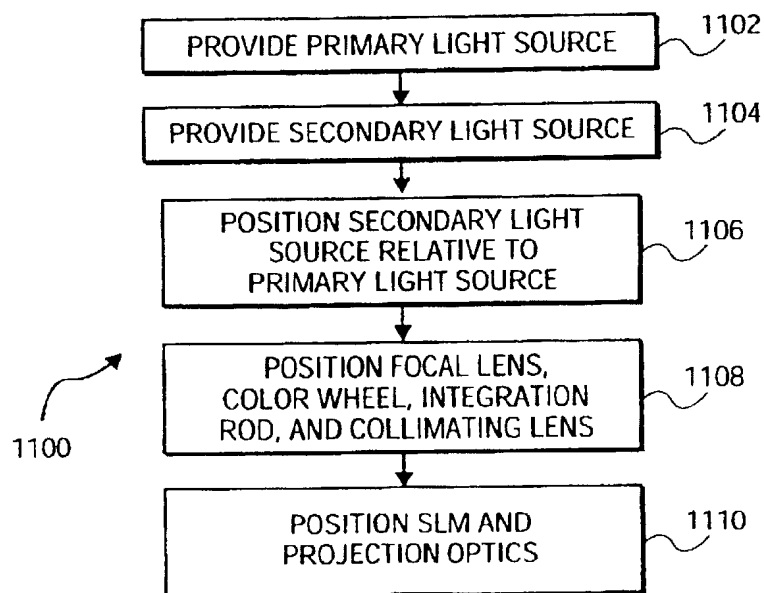 PROVIDE PRIMARY LIGHT SOURCE
1102
PROVIDE SECONDARY LIGHT SOURCE
1104
POSITION SECONDARY LIGHT
SOURCE RELATIVE TO
PRIMARY LIGHT SOURCE
1106
POSITION FOCAL LENS,
COLOR WHEEL, INTEGRATION
ROD, AND COLLIMATING LENS
1108
1100
POSITION SLM AND
PROJECTION OPTICS
1110